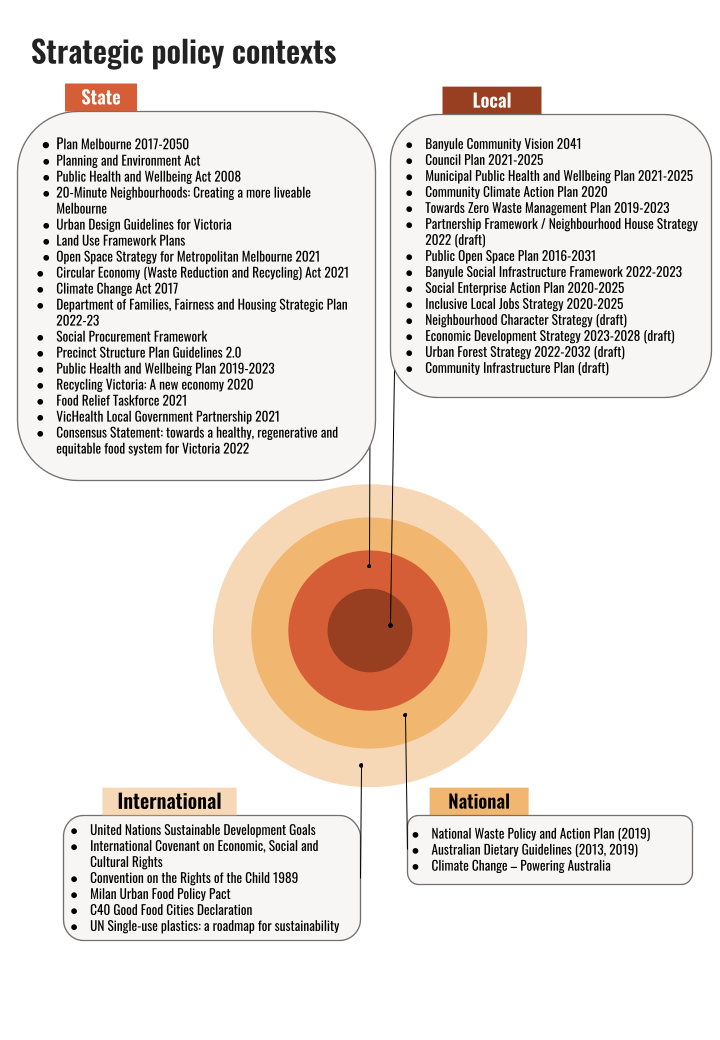 Strategic policy contexts
State
● Plan Melbourne 2017-2050
● Planning and Environment Act
● Public Health and Wellbeing Act 2008
● 20-Minute Neighbourhoods: Creating a more liveable
Melbourne
● Urban Design Guidelines for Victoria
● Land Use Framework Plans
● Open Space Strategy for Metropolitan Melbourne 2021
● Circular Economy (Waste Reduction and Recycling) Act 2021
● Climate Change Act 2017
● Department of Families, Fairness and Housing Strategic Plan
2022-23
● Social Procurement Framework
● Precinct Structure Plan Guidelines 2.0
● Public Health and Wellbeing Plan 2019-2023
● Recycling Victoria: A new economy 2020
● Food Relief Taskforce 2021
● VicHealth Local Government Partnership 2021
● Consensus Statement: towards a healthy, regenerative and
equitable food system for Victoria 2022
Local
● Banyule Community Vision 2041
● Council Plan 2021-2025
● Municipal Public Health and Wellbeing Plan 2021-2025
● Community Climate Action Plan 2020
● Towards Zero Waste Management Plan 2019-2023
● Partnership Framework / Neighbourhood House Strategy
2022 (draft)
● Public Open Space Plan 2016-2031
● Banyule Social Infrastructure Framework 2022-2023
● Social Enterprise Action Plan 2020-2025
● Inclusive Local Jobs Strategy 2020-2025
● Neighbourhood Character Strategy (draft)
● Economic Development Strategy 2023-2028 (draft)
● Urban Forest Strategy 2022-2032 (draft)
● Community Infrastructure Plan (draft)
International
● United Nations Sustainable Development Goals
● International Covenant on Economic, Social and
Cultural Rights
● Convention on the Rights of the Child 1989
● Milan Urban Food Policy Pact
● C40 Good Food Cities Declaration
● UN Single-use plastics: a roadmap for sustainability
National
● National Waste Policy and Action Plan (2019)
● Australian Dietary Guidelines (2013, 2019)
● Climate Change – Powering Australia